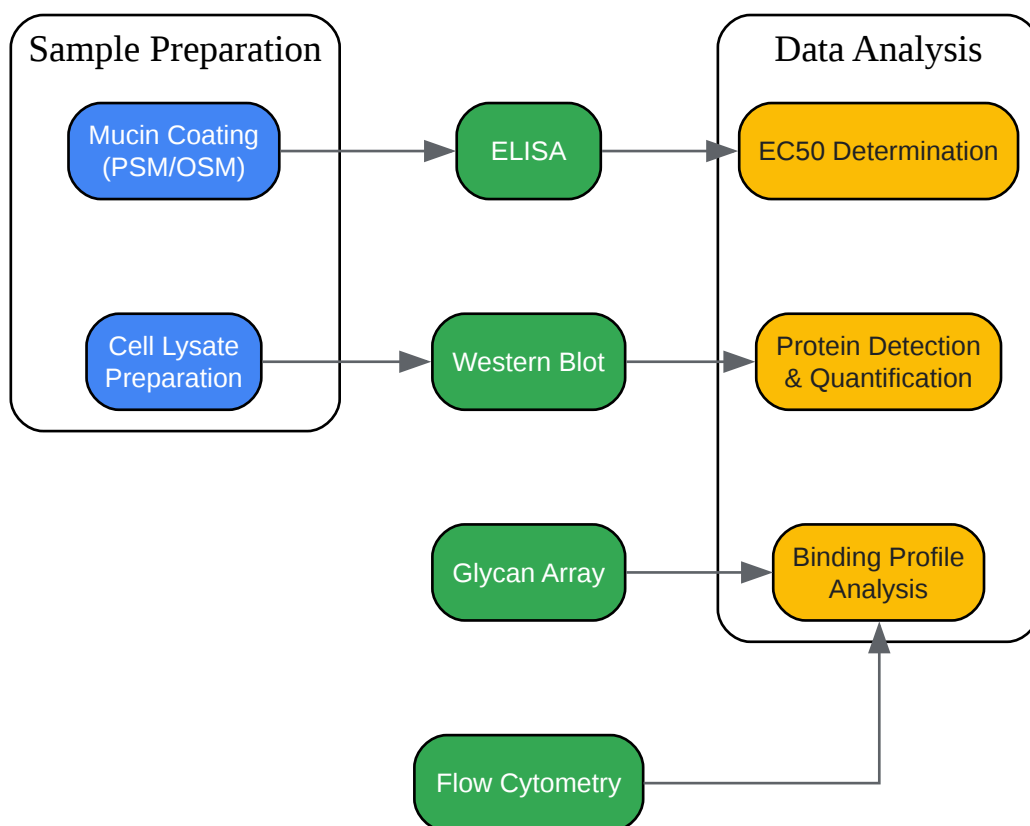 Sample Preparation
Data Analysis
Mucin Coating
(PSM/OSM)
ELISA
EC50 Determination
Cell Lysate
Preparation
Western Blot
Protein Detection
& Quantification
Glycan Array
Binding Profile
Analysis
Flow Cytometry